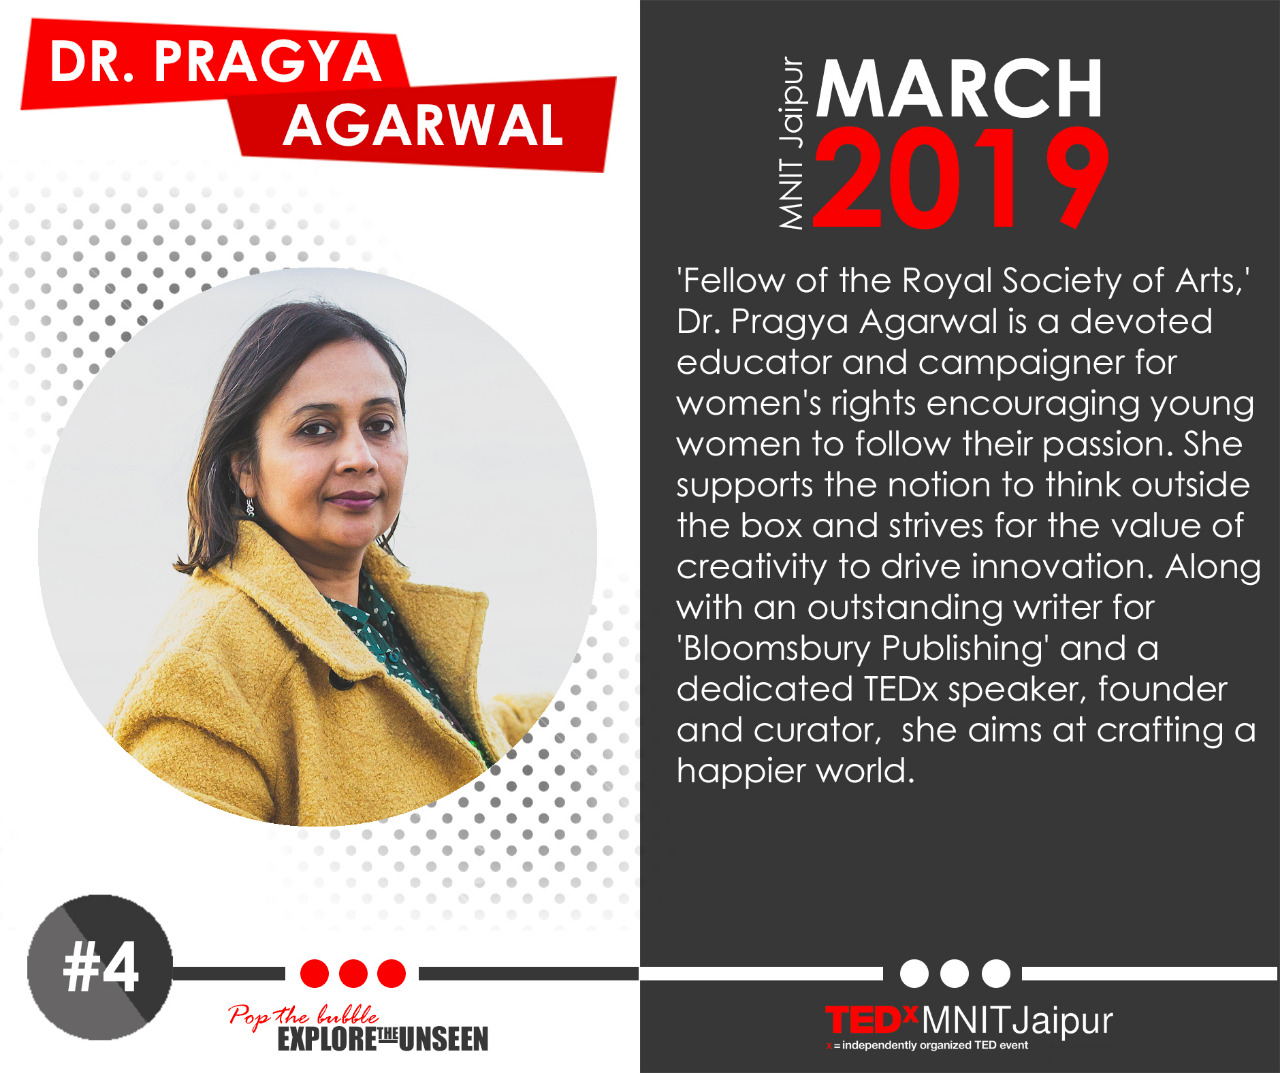 DR. PRAGYA
AGARWAL
#4
Pop the bubble
EXPLORE THE UNSEEN
MNIT Jaipur
MARCH
2019
'Fellow of the Royal Society of Arts,'
Dr. Pragya Agarwal is a devoted
educator and campaigner for
women's rights encouraging young
women to follow their passion. She
supports the notion to think outside
the box and strives for the value of
creativity to drive innovation. Along
with an outstanding writer for
'Bloomsbury Publishing' and a
dedicated TEDx speaker, founder
and curator,  she aims at crafting a
happier world.
TEDxMNITJaipur
x = independently organized TED event